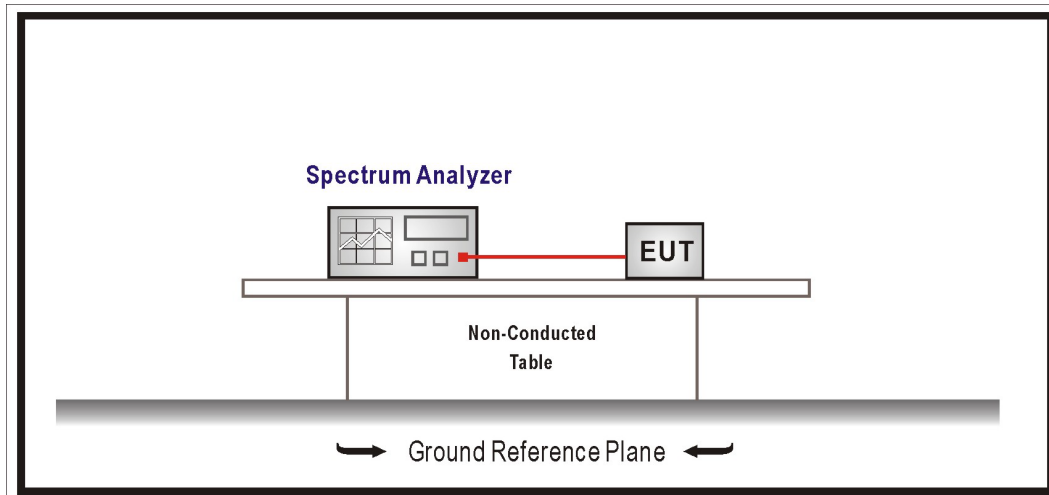 Spectrum Analyzer
EUT
Non-Conducted
Table
Ground Reference Plane